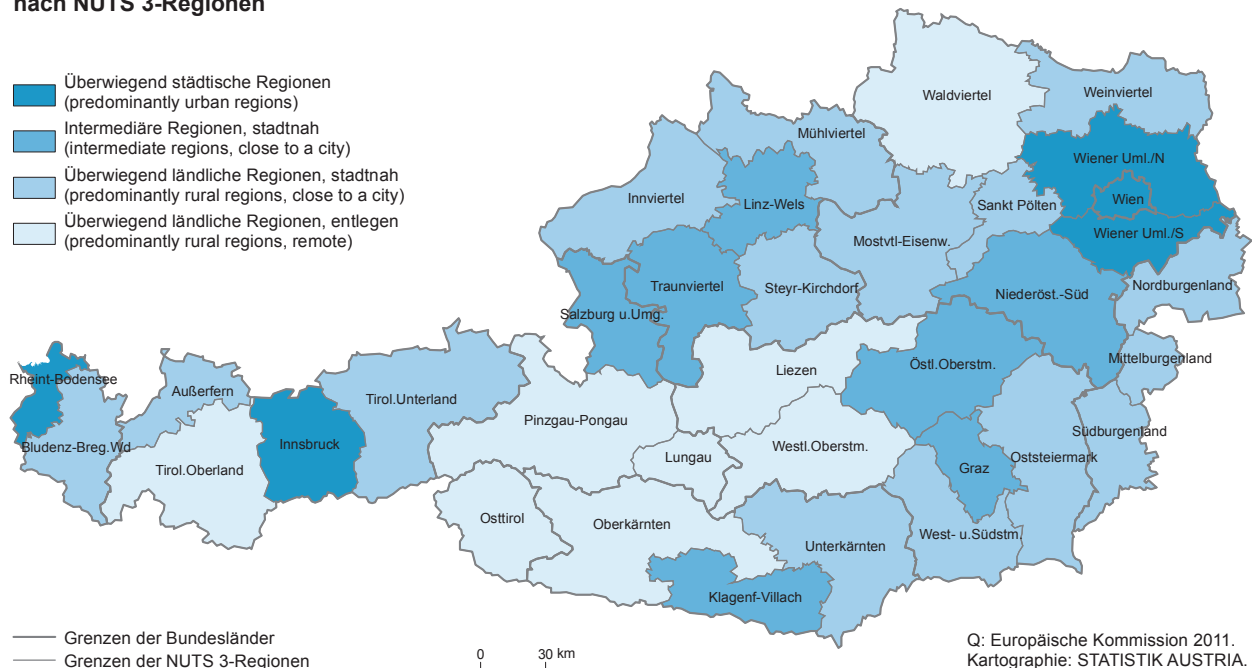 nach NUTS 3-Regionen
Überwiegend städtische Regionen
(predominantly urban regions)
Intermediäre Regionen, stadtnah
(intermediate regions, close to a city)
Überwiegend ländliche Regionen, stadtnah
(predominantly rural regions, close to a city)
Überwiegend ländliche Regionen, entlegen
(predominantly rural regions, remote)
Waldviertel
Weinviertel
Mühlviertel
Wiener Uml./N
Innviertel
Linz-Wels
Sankt Pölten
Wien
Mostvtl-Eisenw.
Wiener Uml./S
Traunviertel
Steyr-Kirchdorf
Niederöst.-Süd
Nordburgenland
Salzburg u.Umg.
Mittelburgenland
Rheint-Bodensee
Außerfern
Tirol.Unterland
Liezen
Östl.Oberstm.
Pinzgau-Pongau
Südburgenland
Bludenz-Breg.Wd
Innsbruck
Westl.Oberstm.
Tirol.Oberland
Lungau
Graz
Oststeiermark
Osttirol
Oberkärnten
Unterkärnten
West- u.Südstm.
Klagenf-Villach
Grenzen der Bundesländer
Grenzen der NUTS 3-Regionen
0 30 km
Q: Europäische Kommission 2011.
Kartographie: STATISTIK AUSTRIA.